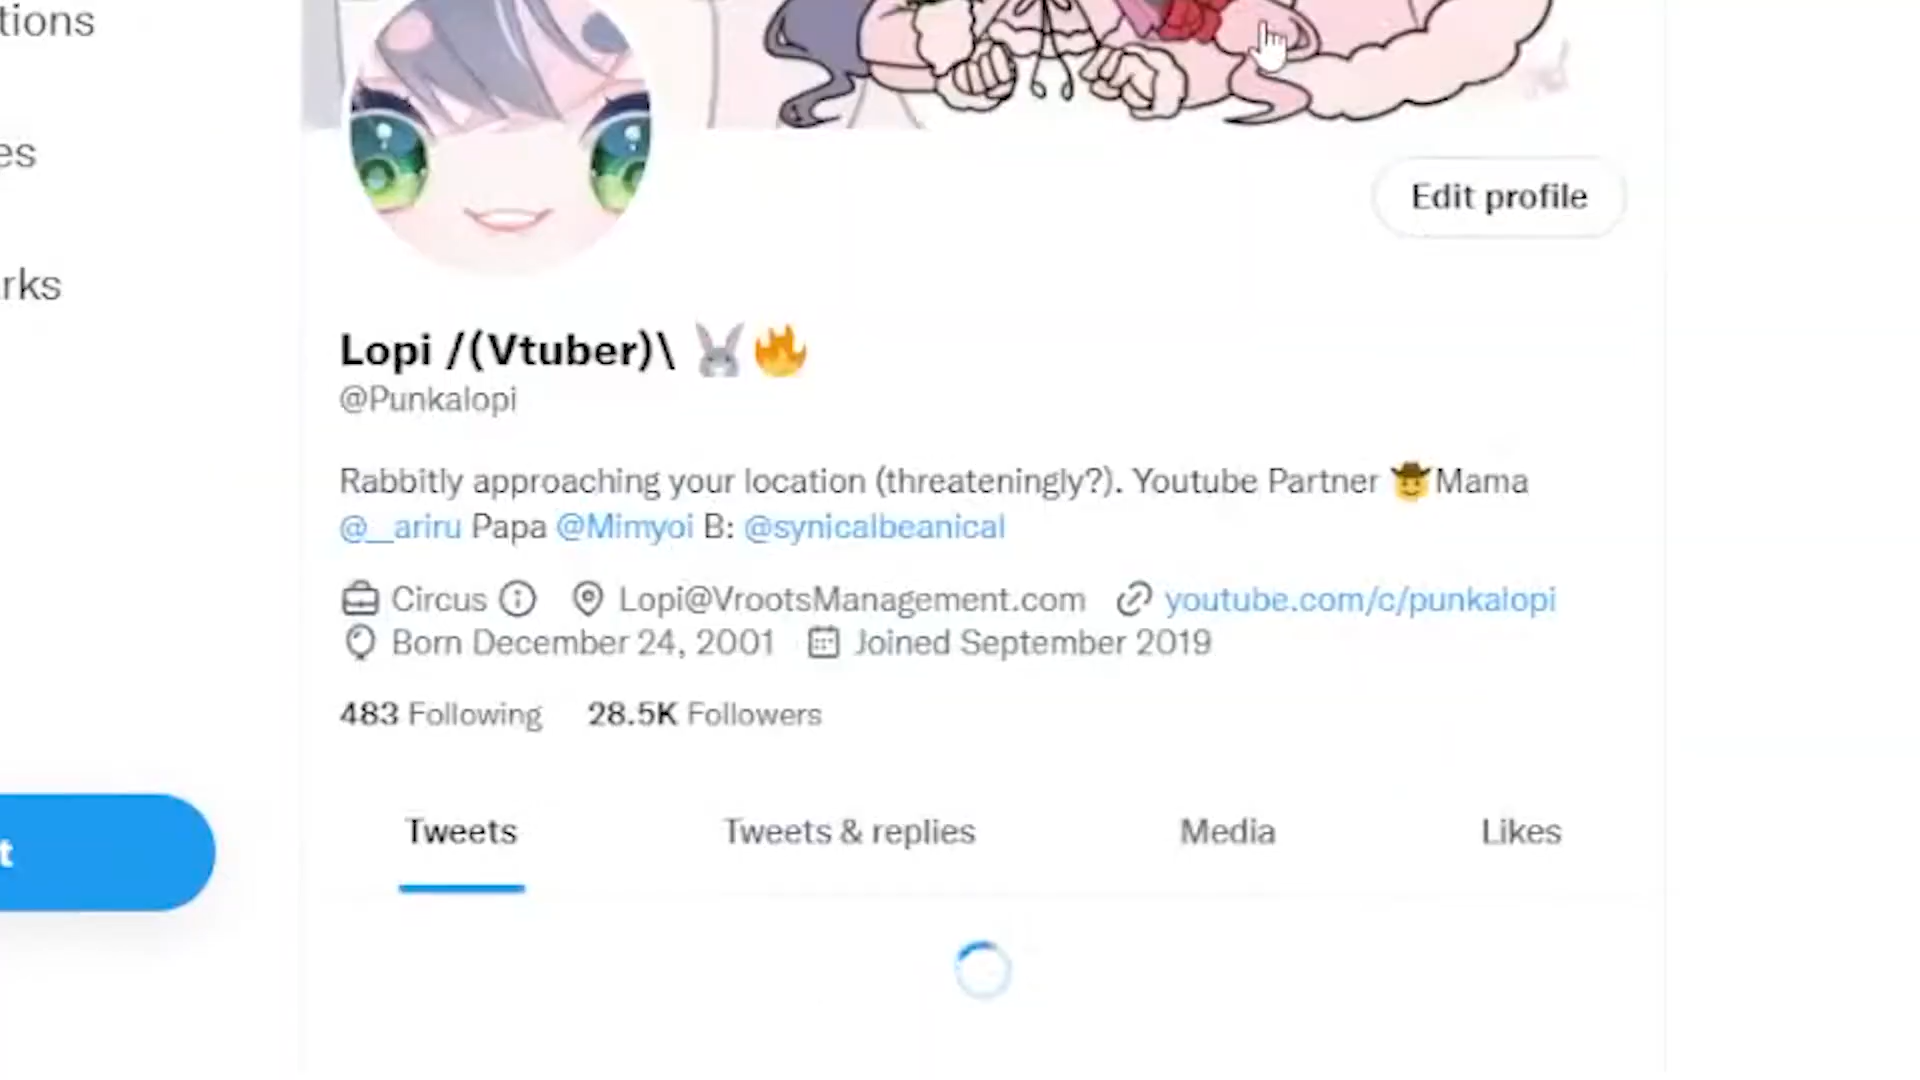 tions
es
rks
Edit profile
Lopi /(Vtuber)\ 🐰🔥
@Punkalopi
Rabbitly approaching your location (threateningly?). Youtube Partner 🤠Mama
@__ariru Papa @Mimyoi B: @synicalbeanical
Circus Lopi@VrootsManagement.com youtube.com/c/punkalopi
Born December 24, 2001 Joined September 2019
483 Following 28.5K Followers
Tweets Tweets & replies Media Likes
t